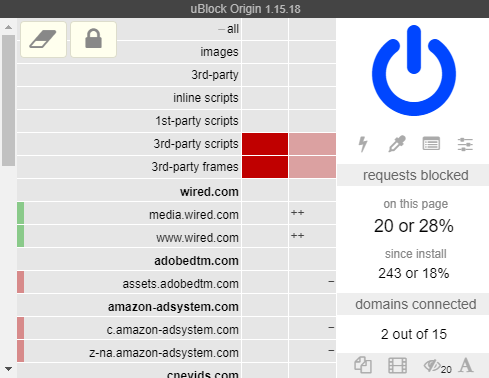 uBlock Origin 1.15.18
–all
images
3rd-party
inline scripts
1st-party scripts
3rd-party scripts
3rd-party frames
wired.com
media.wired.com ++
www.wired.com ++
adobedtm.com
assets.adobedtm.com –
amazon-adsystem.com
c.amazon-adsystem.com –
z-na.amazon-adsystem.com –
cnevids.com
requests blocked
on this page
20 or 28%
since install
243 or 18%
domains connected
2 out of 15
20 A